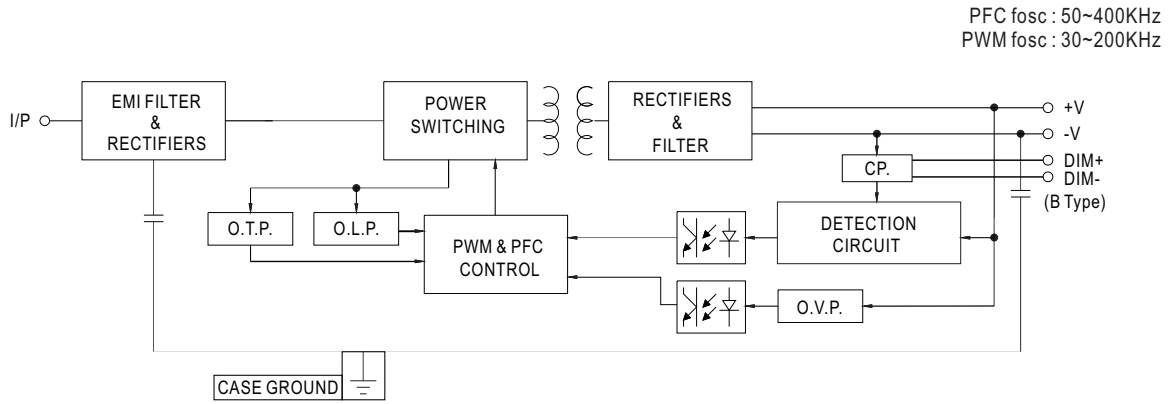 PFC fosc : 50~400KHz
PWM fosc : 30~200KHz
I/P
EMI FILTER
&
RECTIFIERS
POWER
SWITCHING
RECTIFIERS
&
FILTER
+V
-V
DIM+
DIM-
(B Type)
CP.
O.T.P.
O.L.P.
PWM & PFC
CONTROL
DETECTION
CIRCUIT
O.V.P.
CASE GROUND